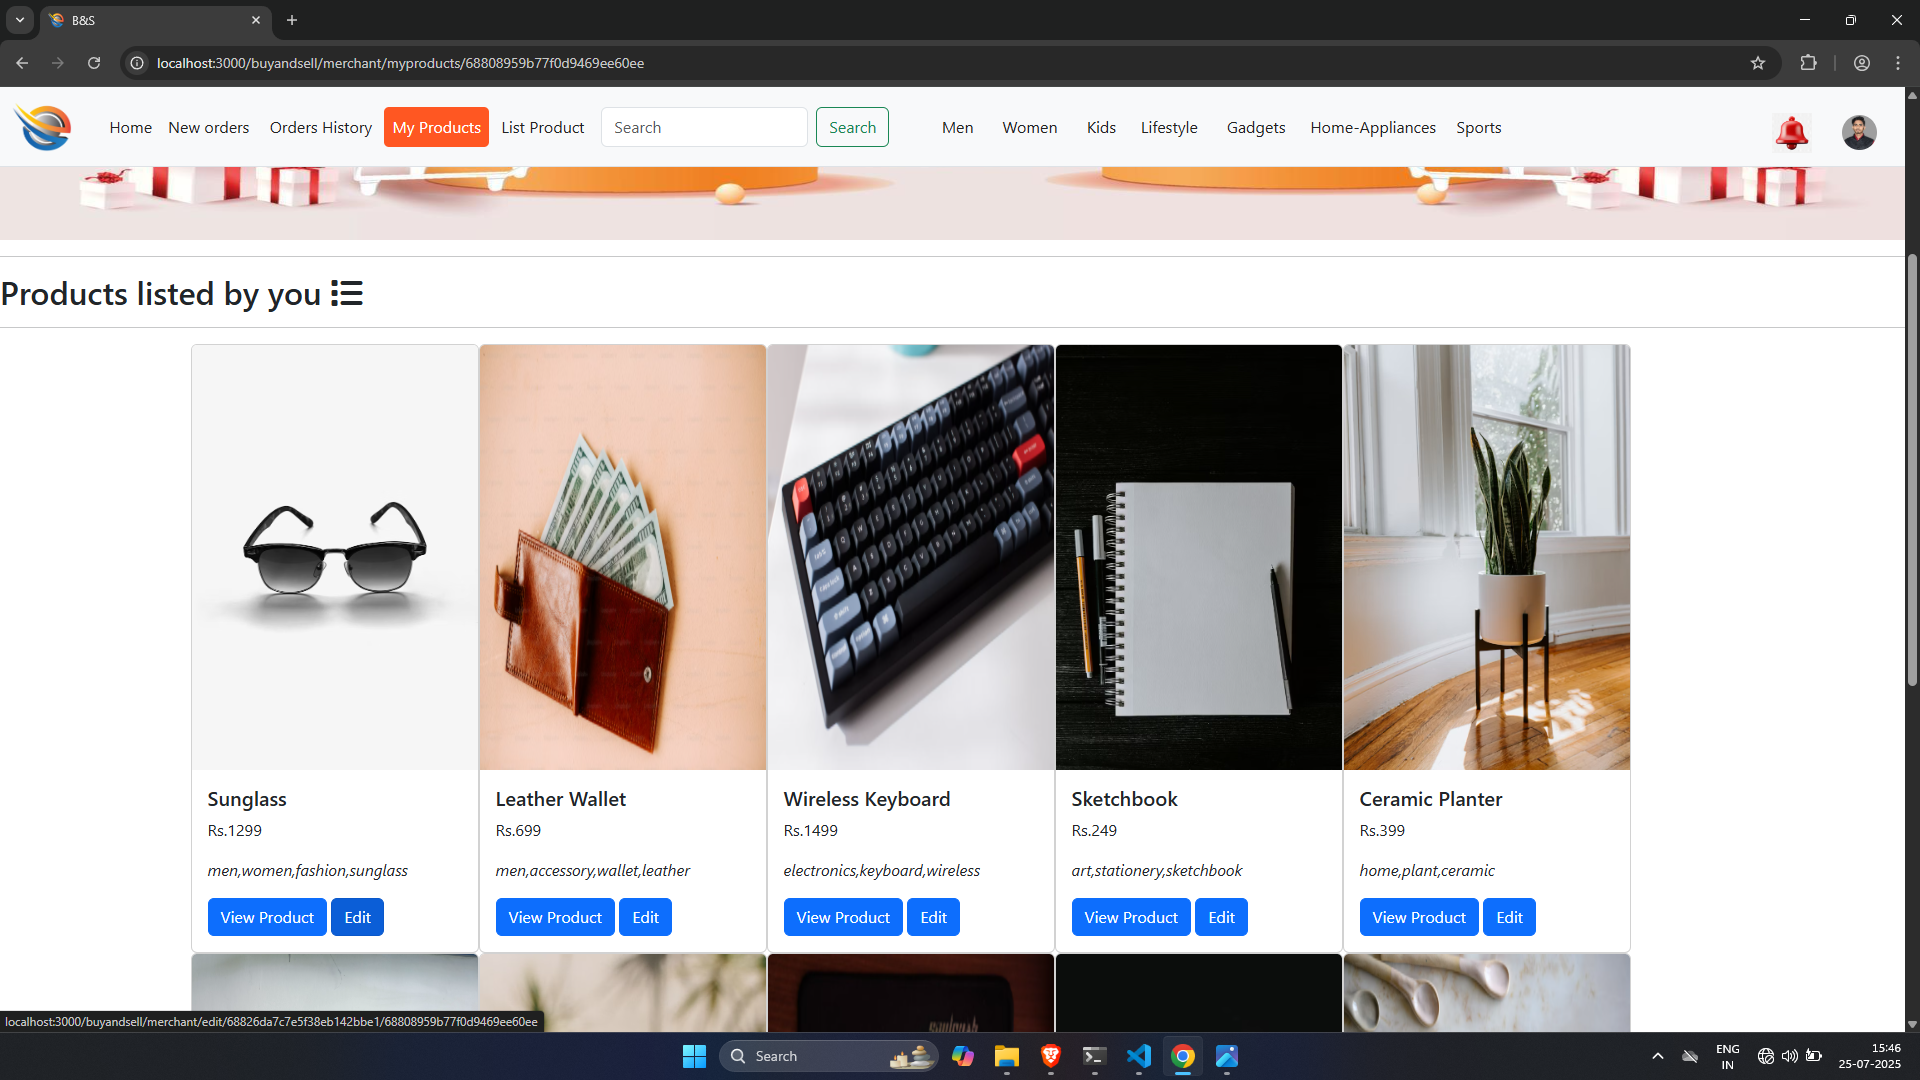 B&S
localhost:3000/buyandsell/merchant/myproducts/68808959b77f0d9469ee60ee
Home New orders Orders History My Products List Product Search Search Men Women Kids Lifestyle Gadgets Home-Appliances Sports
Products listed by you
Sunglass Leather Wallet Wireless Keyboard Sketchbook Ceramic Planter
Rs.1299 Rs.699 Rs.1499 Rs.249 Rs.399
men,women,fashion,sunglass men,accessory,wallet,leather electronics,keyboard,wireless art,stationery,sketchbook home,plant,ceramic
View Product Edit View Product Edit View Product Edit View Product Edit View Product Edit
localhost:3000/buyandsell/merchant/edit/68826da7c7e5f38eb142bbe1/68808959b77f0d9469ee60ee
Search
ENG
IN
15:46
25-07-2025